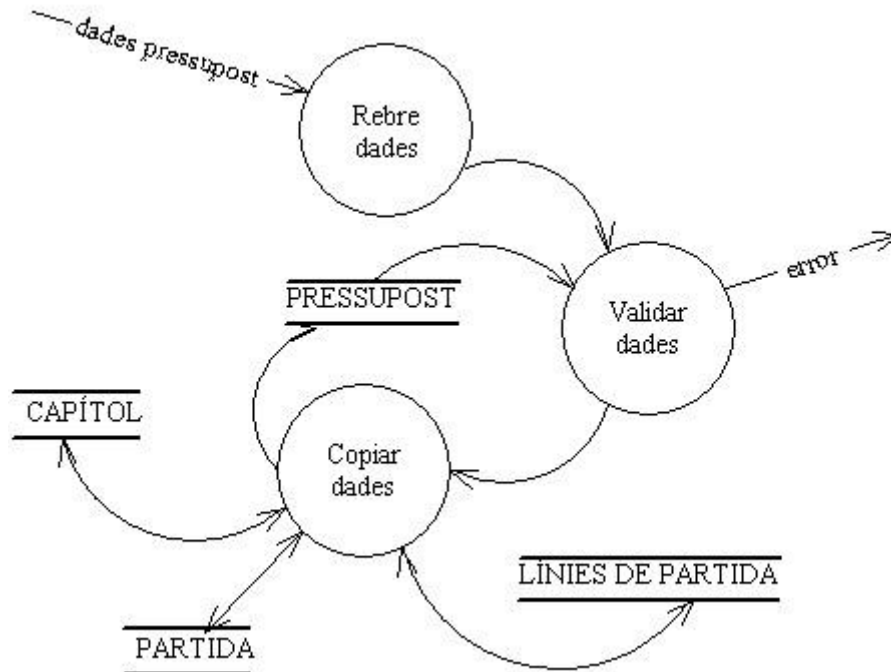 dades pressupost
Rebre
dades
PRESSUPOST
Validar
dades
error
CAPÍTOL
Copiar
dades
LÍNIES DE PARTIDA
PARTIDA